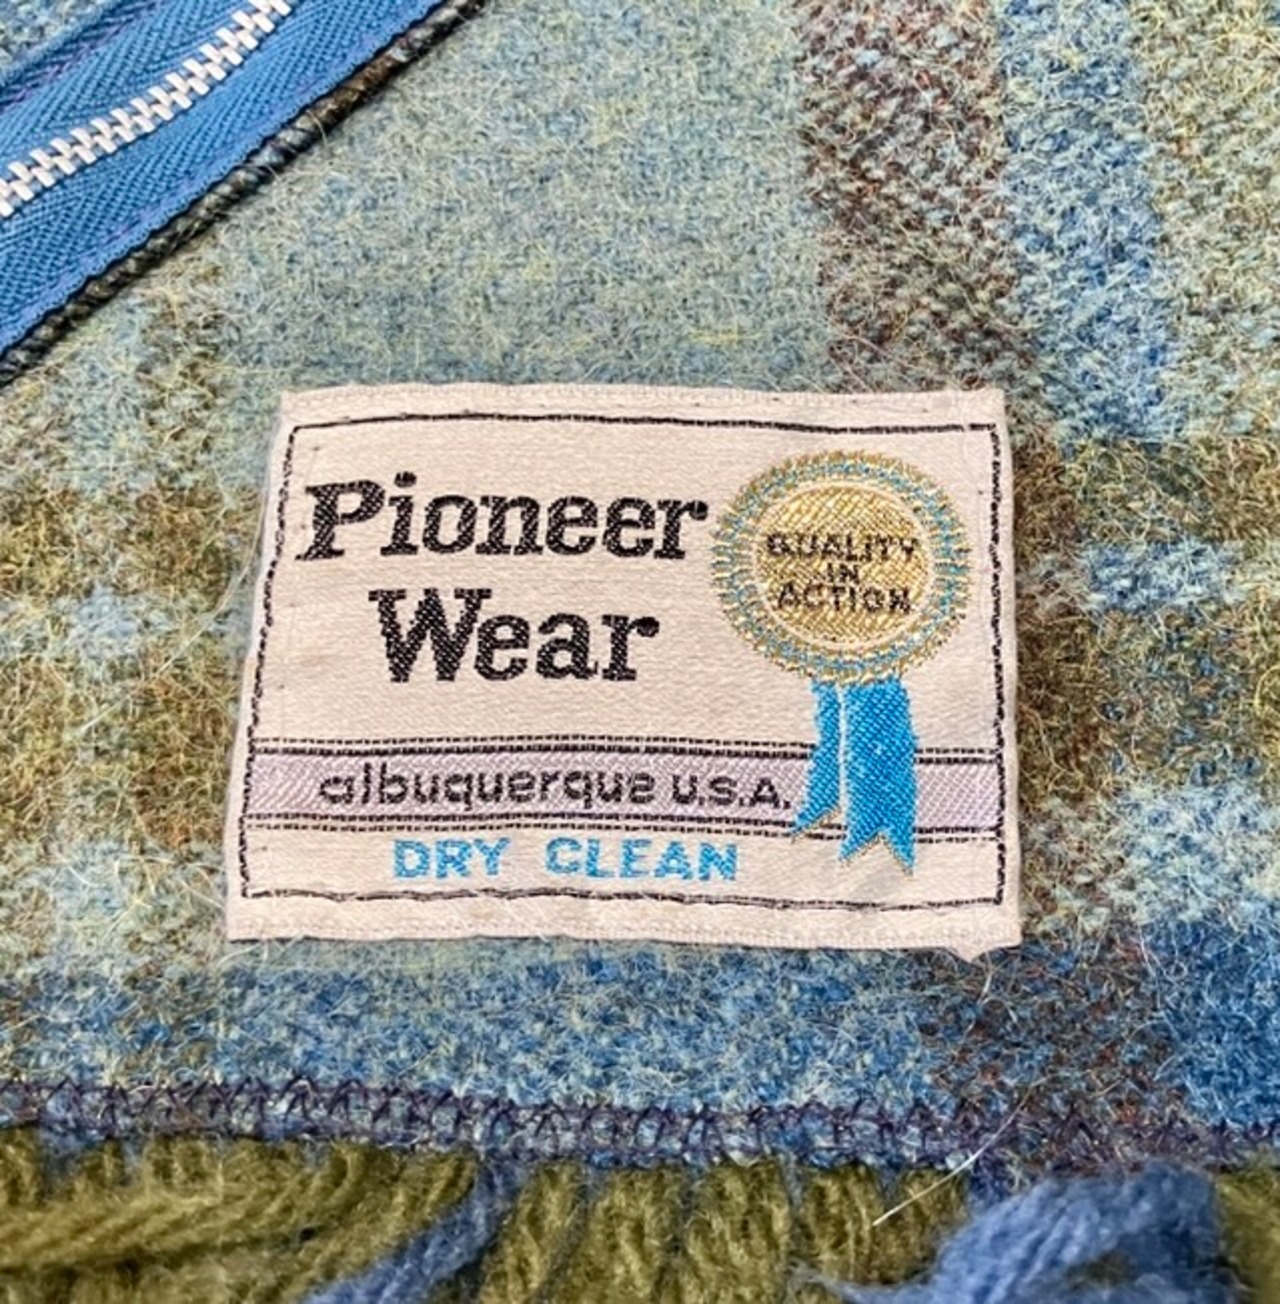 Pioneer
Wear
QUALITY
IN
ACTION
albuquerque U.S.A.
DRY CLEAN